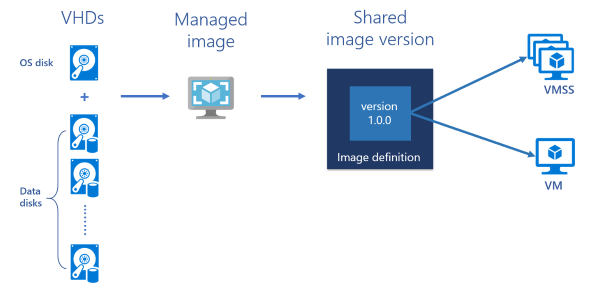 VHDs
Managed
image
Shared
image version
OS disk
+
version
1.0.0
Image definition
VMSS
VM
Data
disks